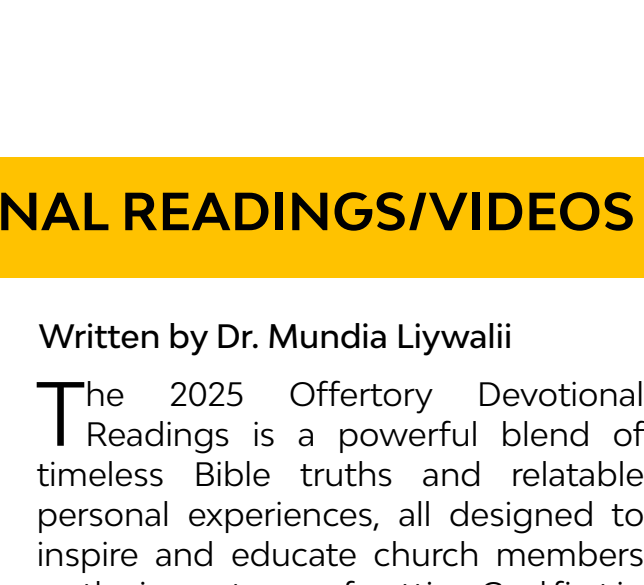 NAL READINGS/VIDEOS
Written by Dr. Mundia Liywalii
The 2025 Offertory Devotional
Readings is a powerful blend of
timeless Bible truths and relatable
personal experiences, all designed to
inspire and educate church members